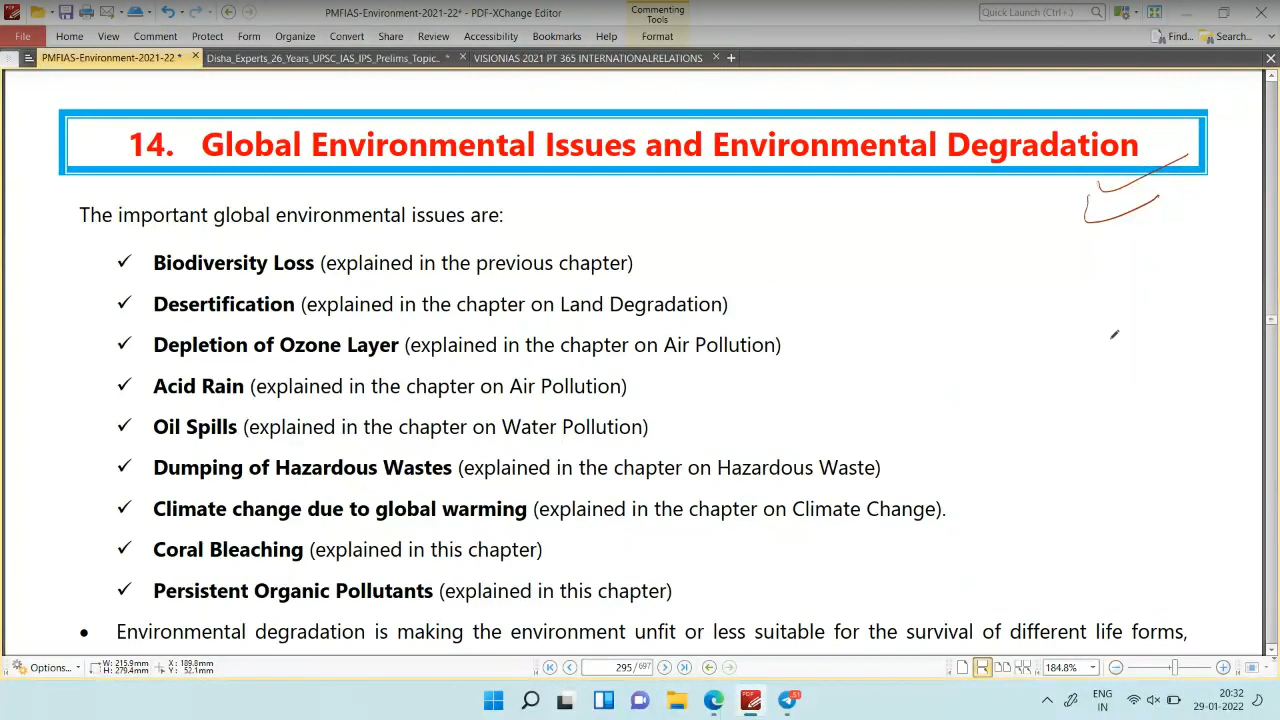 PMFIAS-Environment-2021-22* - PDF-XChange Editor
Commenting Tools
Quick Launch (Ctrl+.)
File Home View Comment Protect Form Organize Convert Share Review Accessibility Bookmarks Help Format
Find... Search...
PMFIAS-Environment-2021-22 * Disha_Experts_26_Years_UPSC_IAS_IPS_Prelims_Topic.. * VISIONIAS 2021 PT 365 INTERNATIONALRELATIONS
14. Global Environmental Issues and Environmental Degradation
The important global environmental issues are:
✓ Biodiversity Loss (explained in the previous chapter)
✓ Desertification (explained in the chapter on Land Degradation)
✓ Depletion of Ozone Layer (explained in the chapter on Air Pollution)
✓ Acid Rain (explained in the chapter on Air Pollution)
✓ Oil Spills (explained in the chapter on Water Pollution)
✓ Dumping of Hazardous Wastes (explained in the chapter on Hazardous Waste)
✓ Climate change due to global warming (explained in the chapter on Climate Change).
✓ Coral Bleaching (explained in this chapter)
✓ Persistent Organic Pollutants (explained in this chapter)
• Environmental degradation is making the environment unfit or less suitable for the survival of different life forms,
Options... W: 215.9mm X: 189.8mm 295 / 697 184.8%
H: 279.4mm Y: 52.1mm
ENG 20:32
IN 29-01-2022